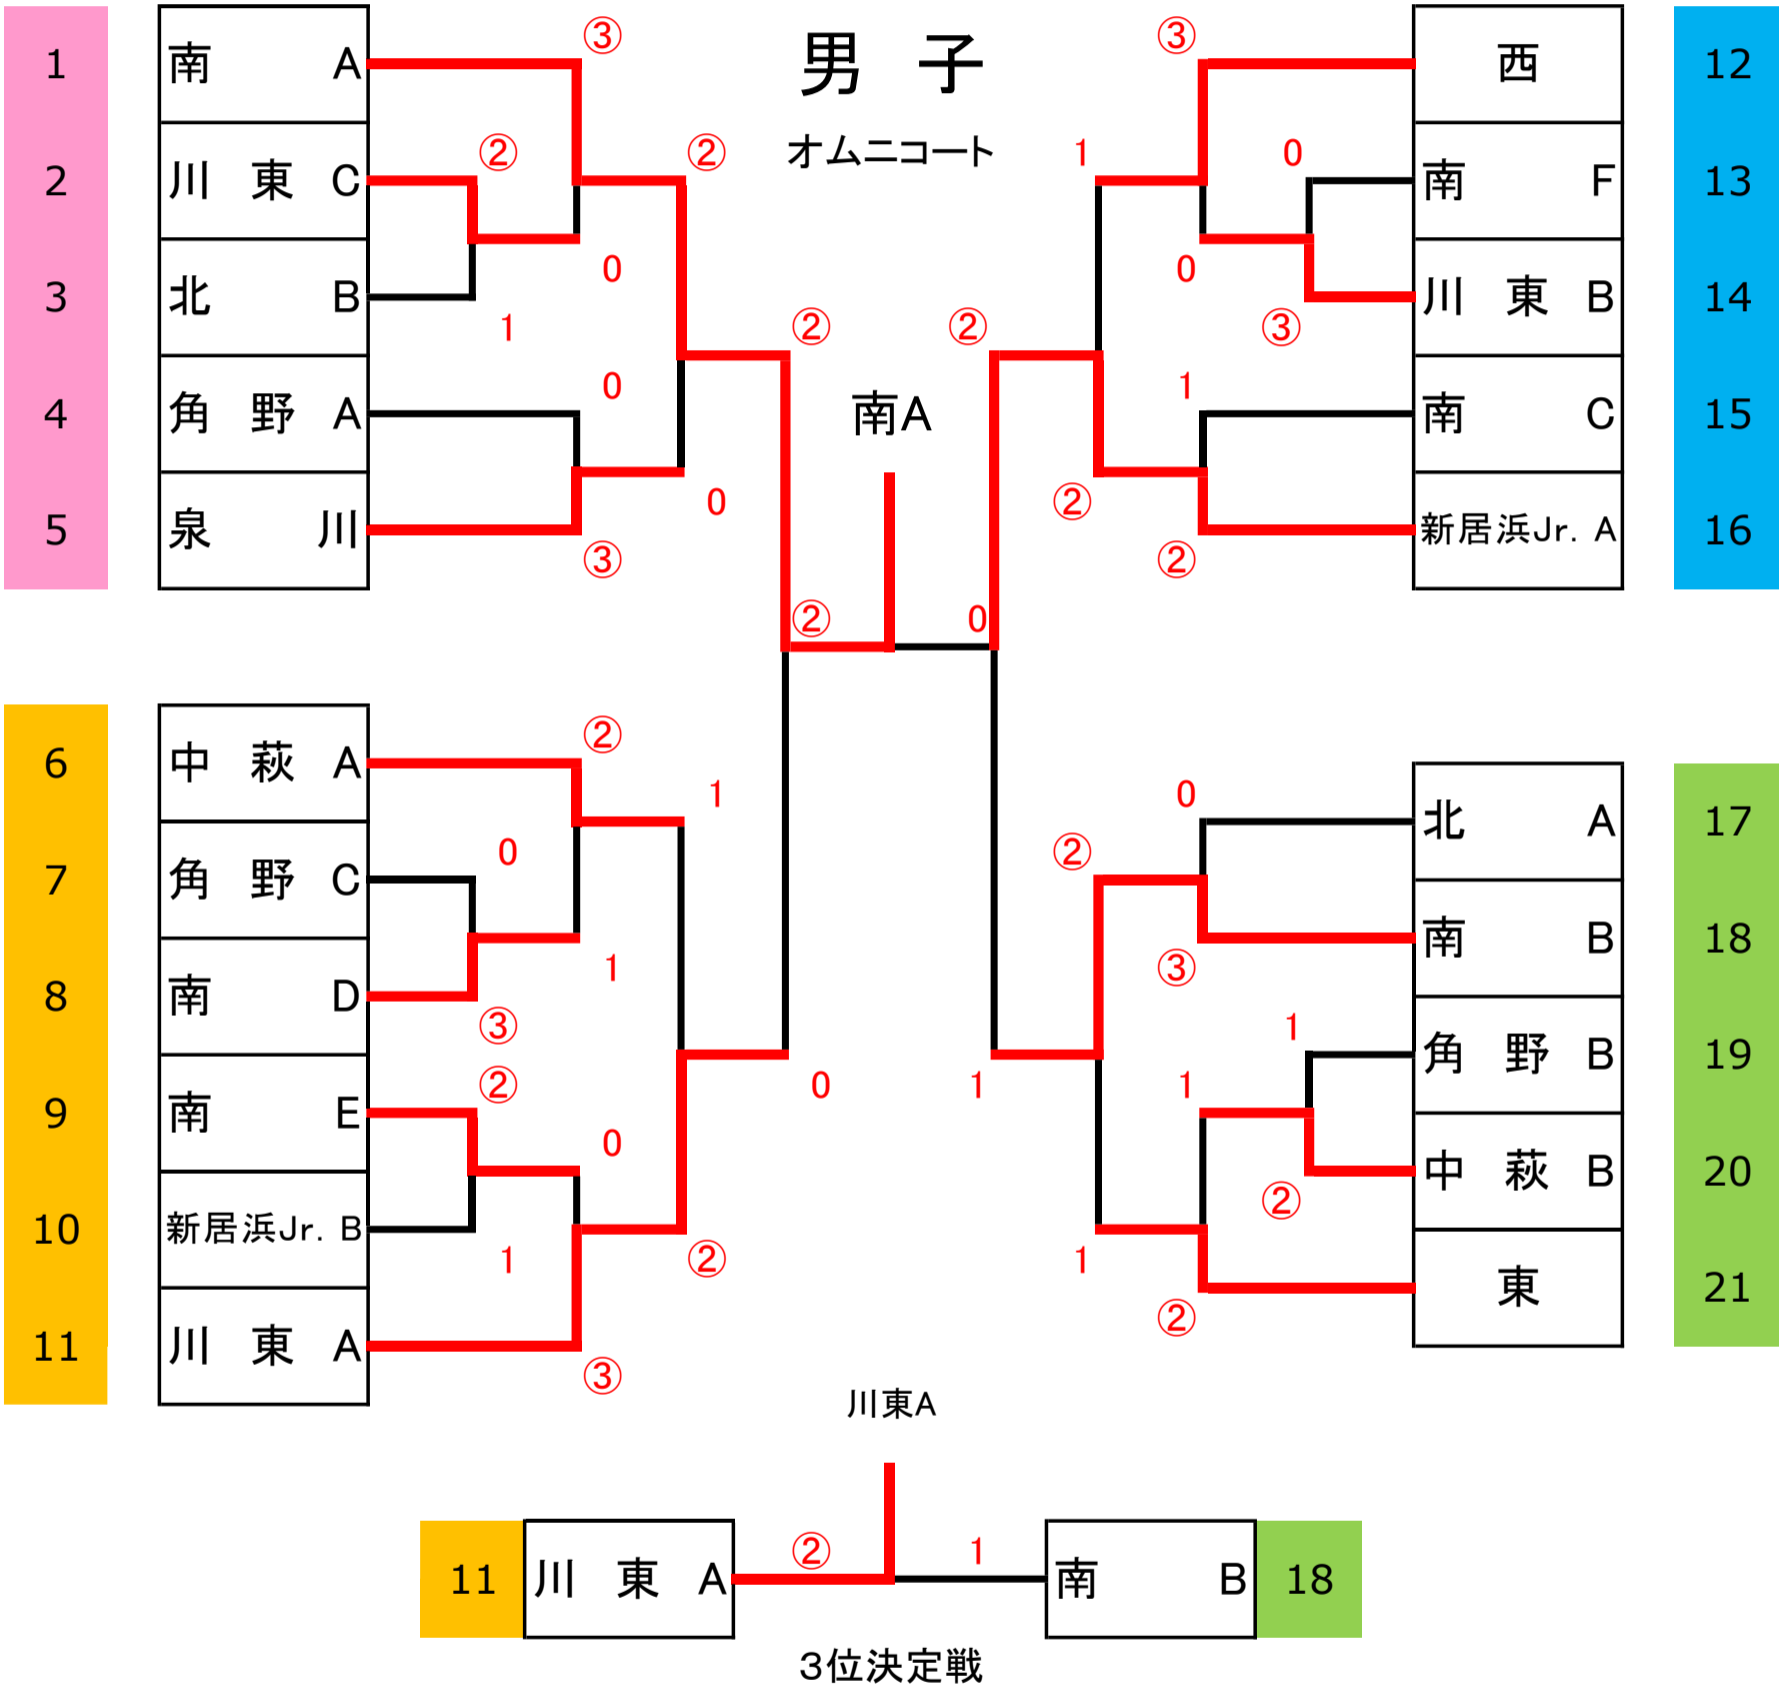 男 子
オムニコート
1 南 A
2 川 東 C
3 北 B
4 角 野 A
5 泉 川
③
②
②
1
0
0
0
③
②
6 中 萩 A
7 角 野 C
8 南 D
9 南 E
10 新居浜Jr. B
11 川 東 A
②
1
0
1
③
②
0
1
②
③
0
南A
②
0
西 12
南 F 13
川 東 B 14
南 C 15
新居浜Jr. A 16
③
1
0
0
③
1
②
②
②
北 A 17
南 B 18
角 野 B 19
中 萩 B 20
東 21
0
②
③
1
1
1
②
1
②
川東A
11 川 東 A ② 1 南 B 18
3位決定戦